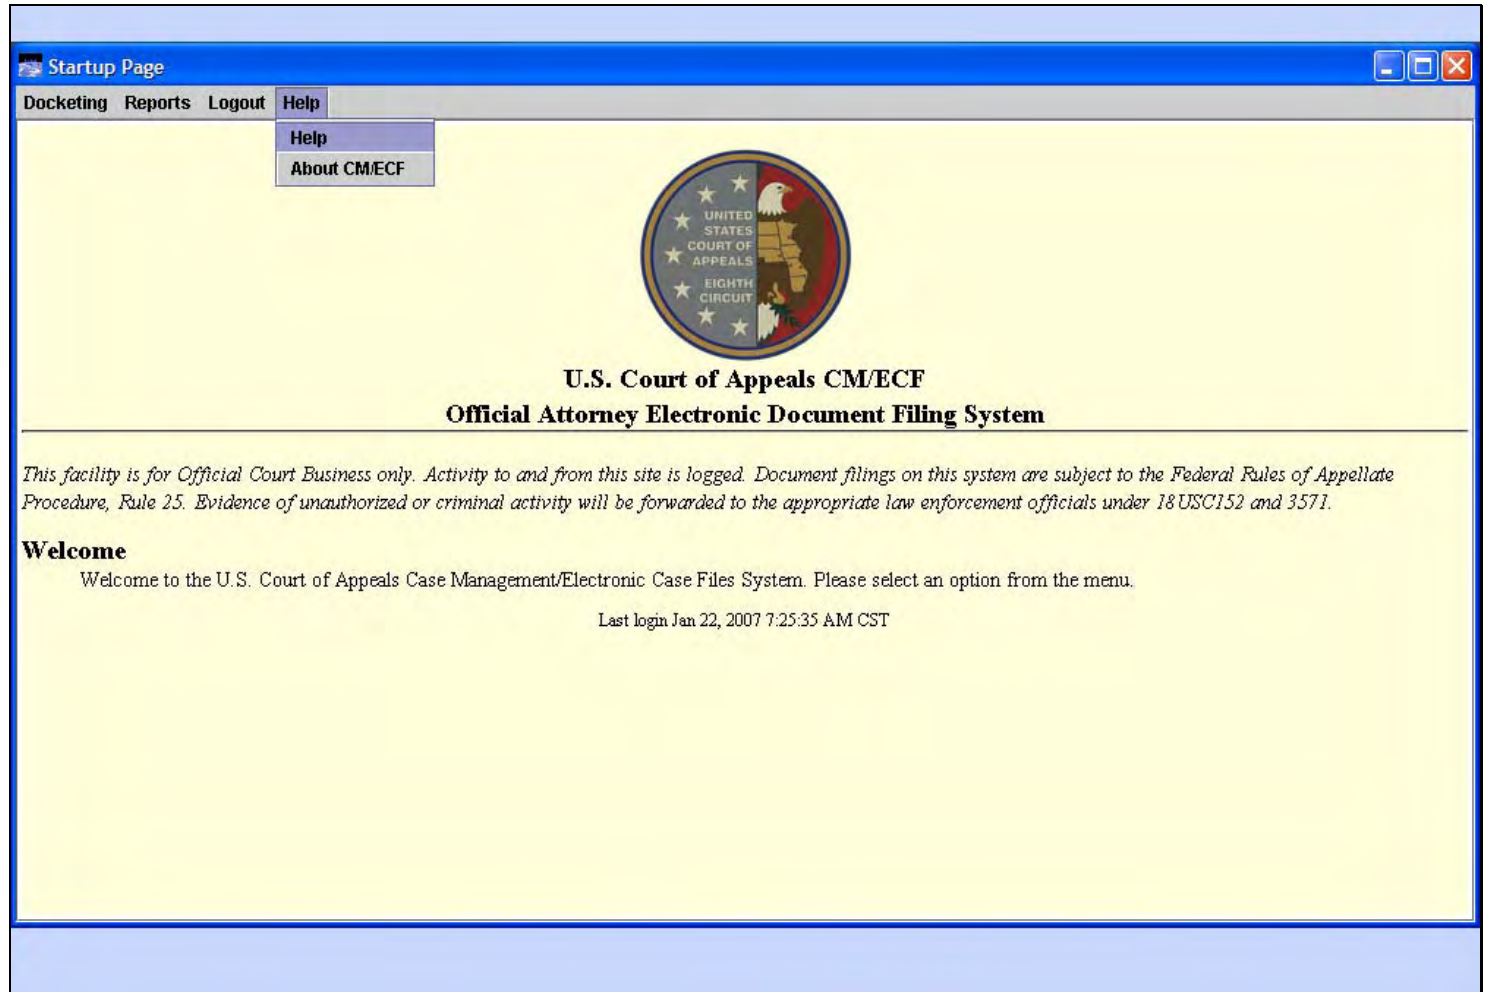 Startup Page
Docketing Reports Logout Help
Help
About CM/ECF
UNITED
STATES
COURT OF
APPEALS
EIGHTH
CIRCUIT
U.S. Court of Appeals CM/ECF
Official Attorney Electronic Document Filing System
This facility is for Official Court Business only. Activity to and from this site is logged. Document filings on this system are subject to the Federal Rules of Appellate
Procedure, Rule 25. Evidence of unauthorized or criminal activity will be forwarded to the appropriate law enforcement officials under 18 USC152 and 3571.
Welcome
Welcome to the U.S. Court of Appeals Case Management/Electronic Case Files System. Please select an option from the menu.
Last login Jan 22, 2007 7:25:35 AM CST